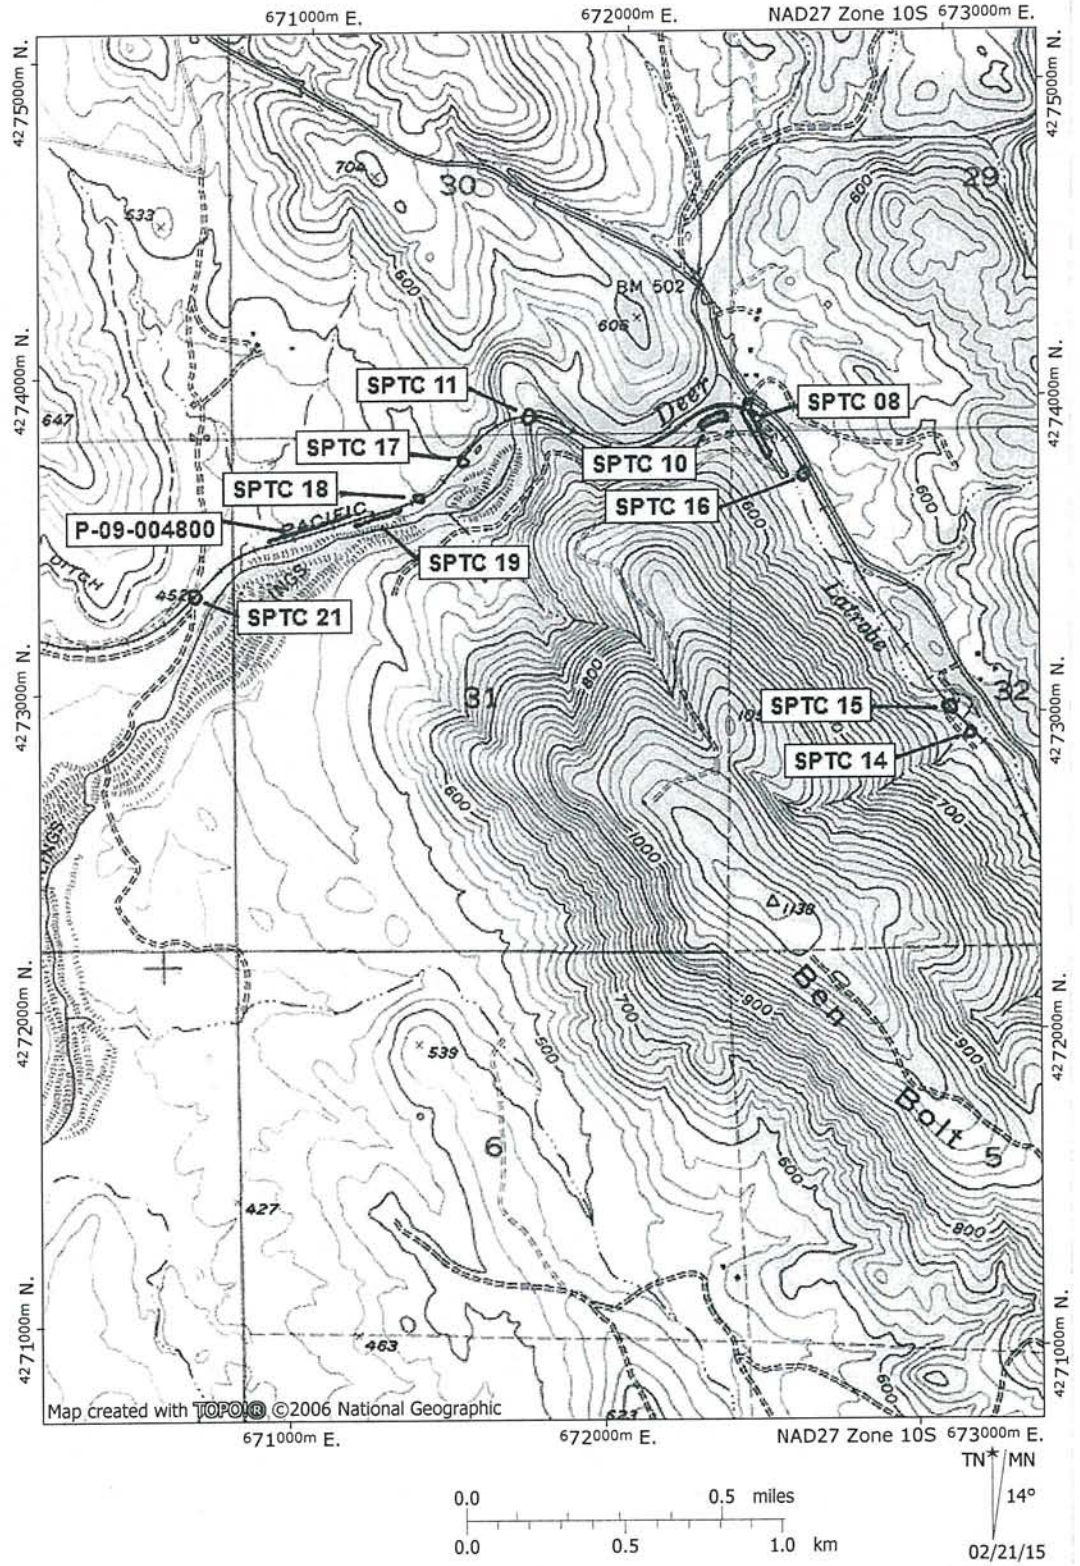 671000m E.
672000m E.
NAD27 Zone 10S 673000m E.
4275000m N.
4275000m N.
704
30
29
600
533
BM 502
600
606
4274000m N.
4274000m N.
SPTC 11
Deer
SPTC 08
647
SPTC 17
SPTC 10
SPTC 18
SPTC 16
600
600
P-09-004800
PACIFIC
SPTC 19
DITCH
INGS
452
SPTC 21
Latrobe
4273000m N.
4273000m N.
800
31
32
SPTC 15
SPTC 14
600
700
INGS
1000
1138
Ben
4272000m N.
4272000m N.
700
900
900
539
500
Bolt
6
5
600
427
800
4271000m N.
4271000m N.
463
600
623
Map created with TOPO!® ©2006 National Geographic
671000m E.
672000m E.
NAD27 Zone 10S 673000m E.
TN* MN
14°
0.0 0.5 miles
0.0 0.5 1.0 km
02/21/15